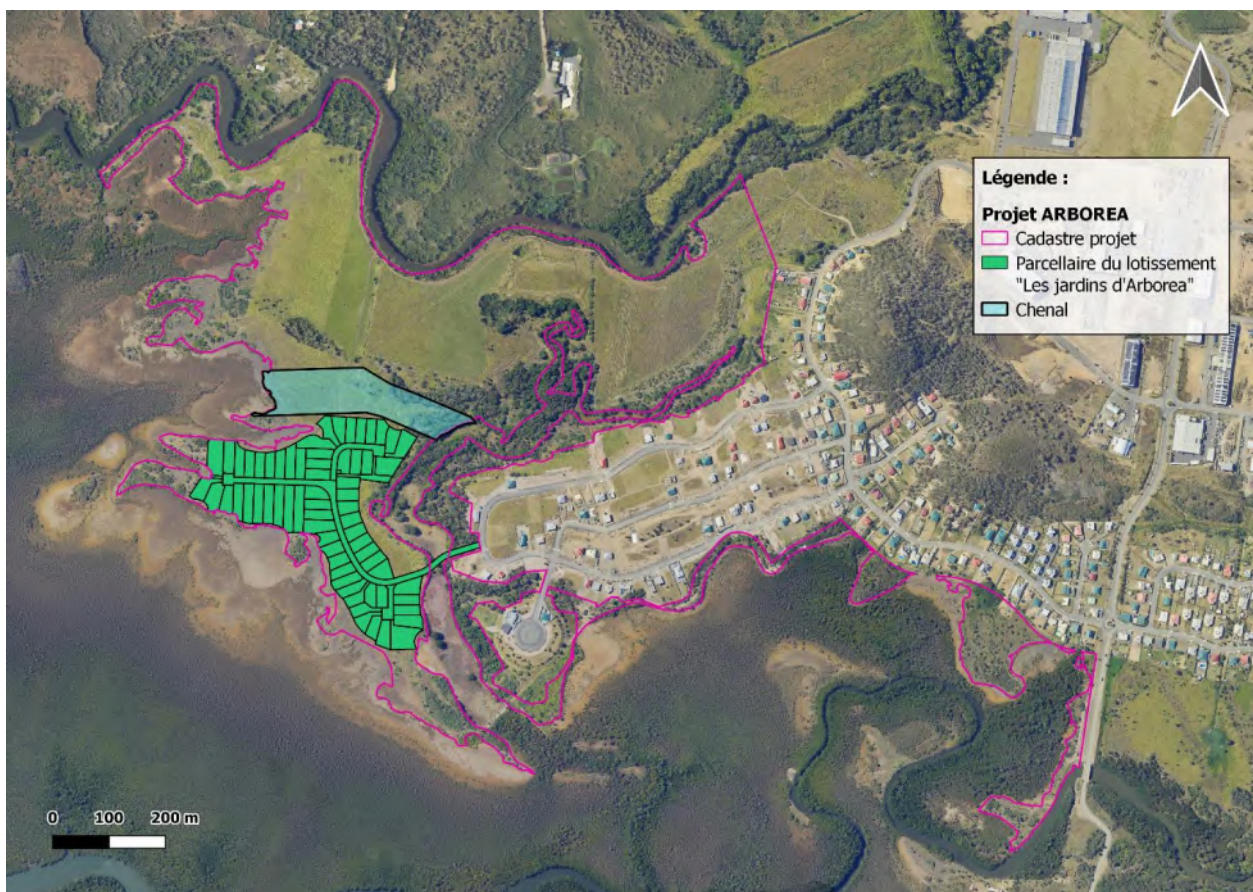 Légende :
Projet ARBOREA
Cadastre projet
Parcellaire du lotissement
"Les jardins d'Arborea"
Chenal
0 100 200 m